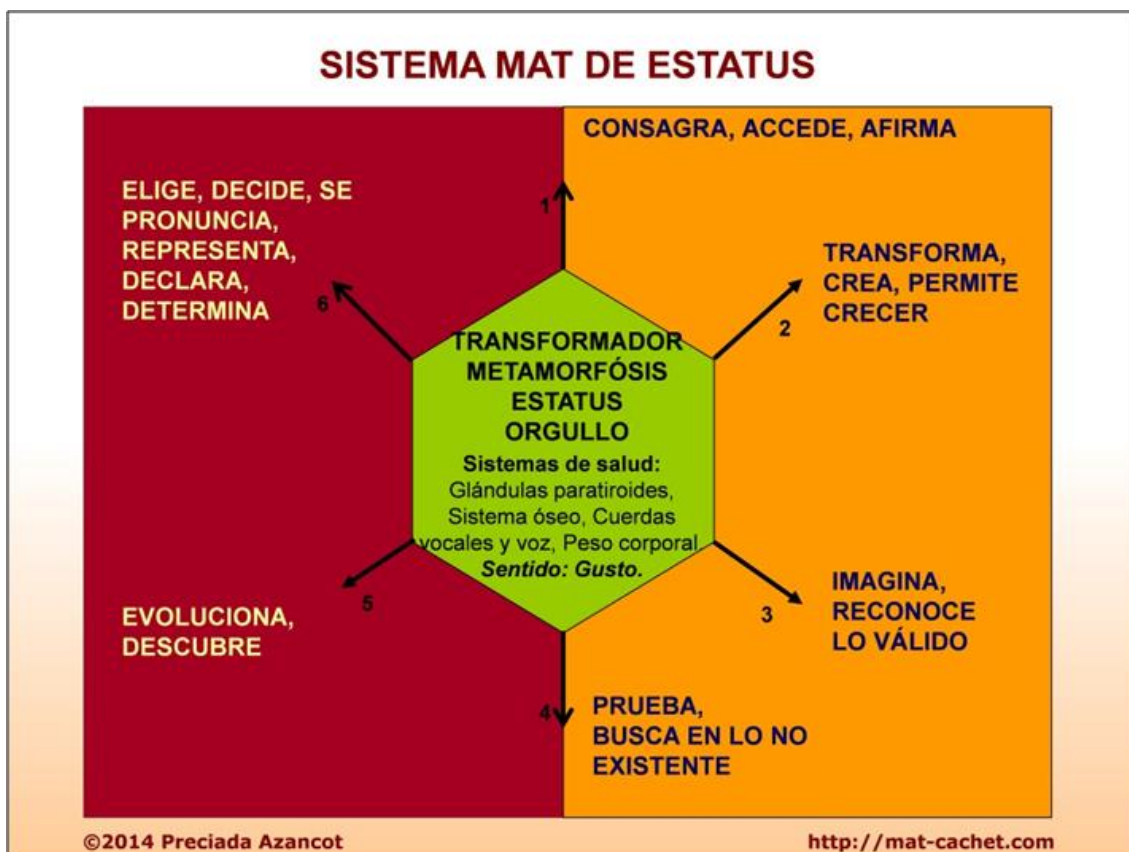 SISTEMA MAT DE ESTATUS
CONSAGRA, ACCEDE, AFIRMA
1
TRANSFORMA,
CREA, PERMITE
CRECER
2
IMAGINA,
RECONOCE
LO VÁLIDO
3
PRUEBA,
BUSCA EN LO NO
EXISTENTE
4
EVOLUCIONA,
DESCUBRE
5
ELIGE, DECIDE, SE
PRONUNCIA,
REPRESENTA,
DECLARA,
DETERMINA
6
TRANSFORMADOR
METAMORFÓSIS
ESTATUS
ORGULLO
Sistemas de salud:
Glándulas paratiroides,
Sistema óseo, Cuerdas
vocales y voz, Peso corporal
Sentido: Gusto.
©2014 Preciada Azancot
http://mat-cachet.com